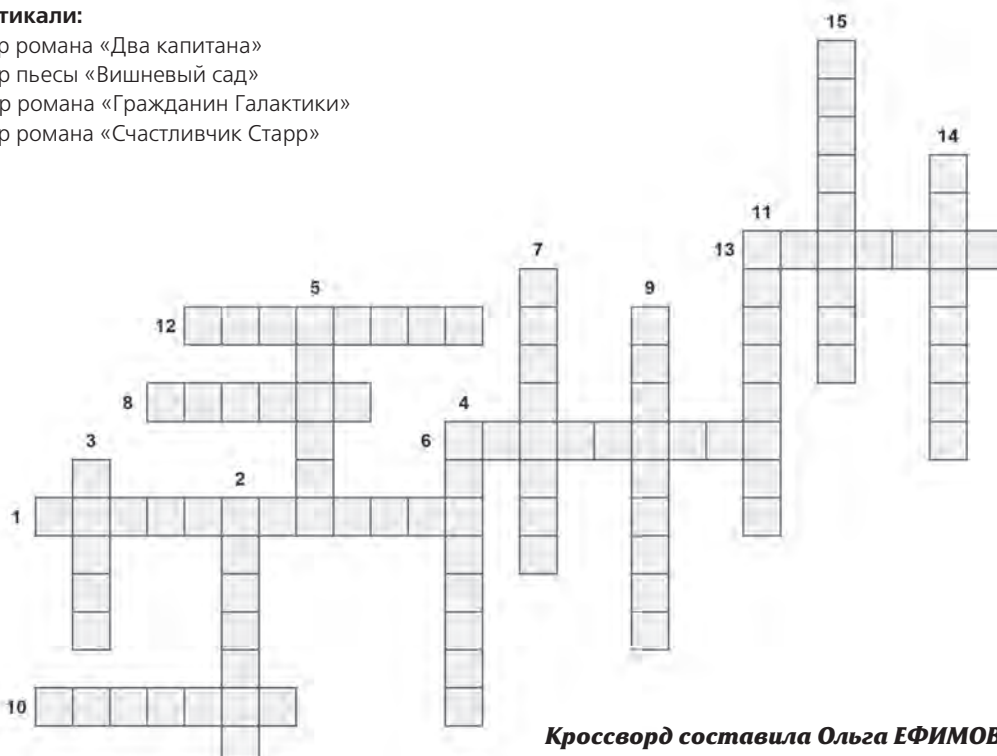 тикали:
р романа «Два капитана»
р пьесы «Вишневый сад»
р романа «Гражданин Галактики»
р романа «Счастливчик Старр»
15
14
11
13
7
5
9
12
8
4
3
6
2
1
10
Кроссворд составила Ольга ЕФИМОВ